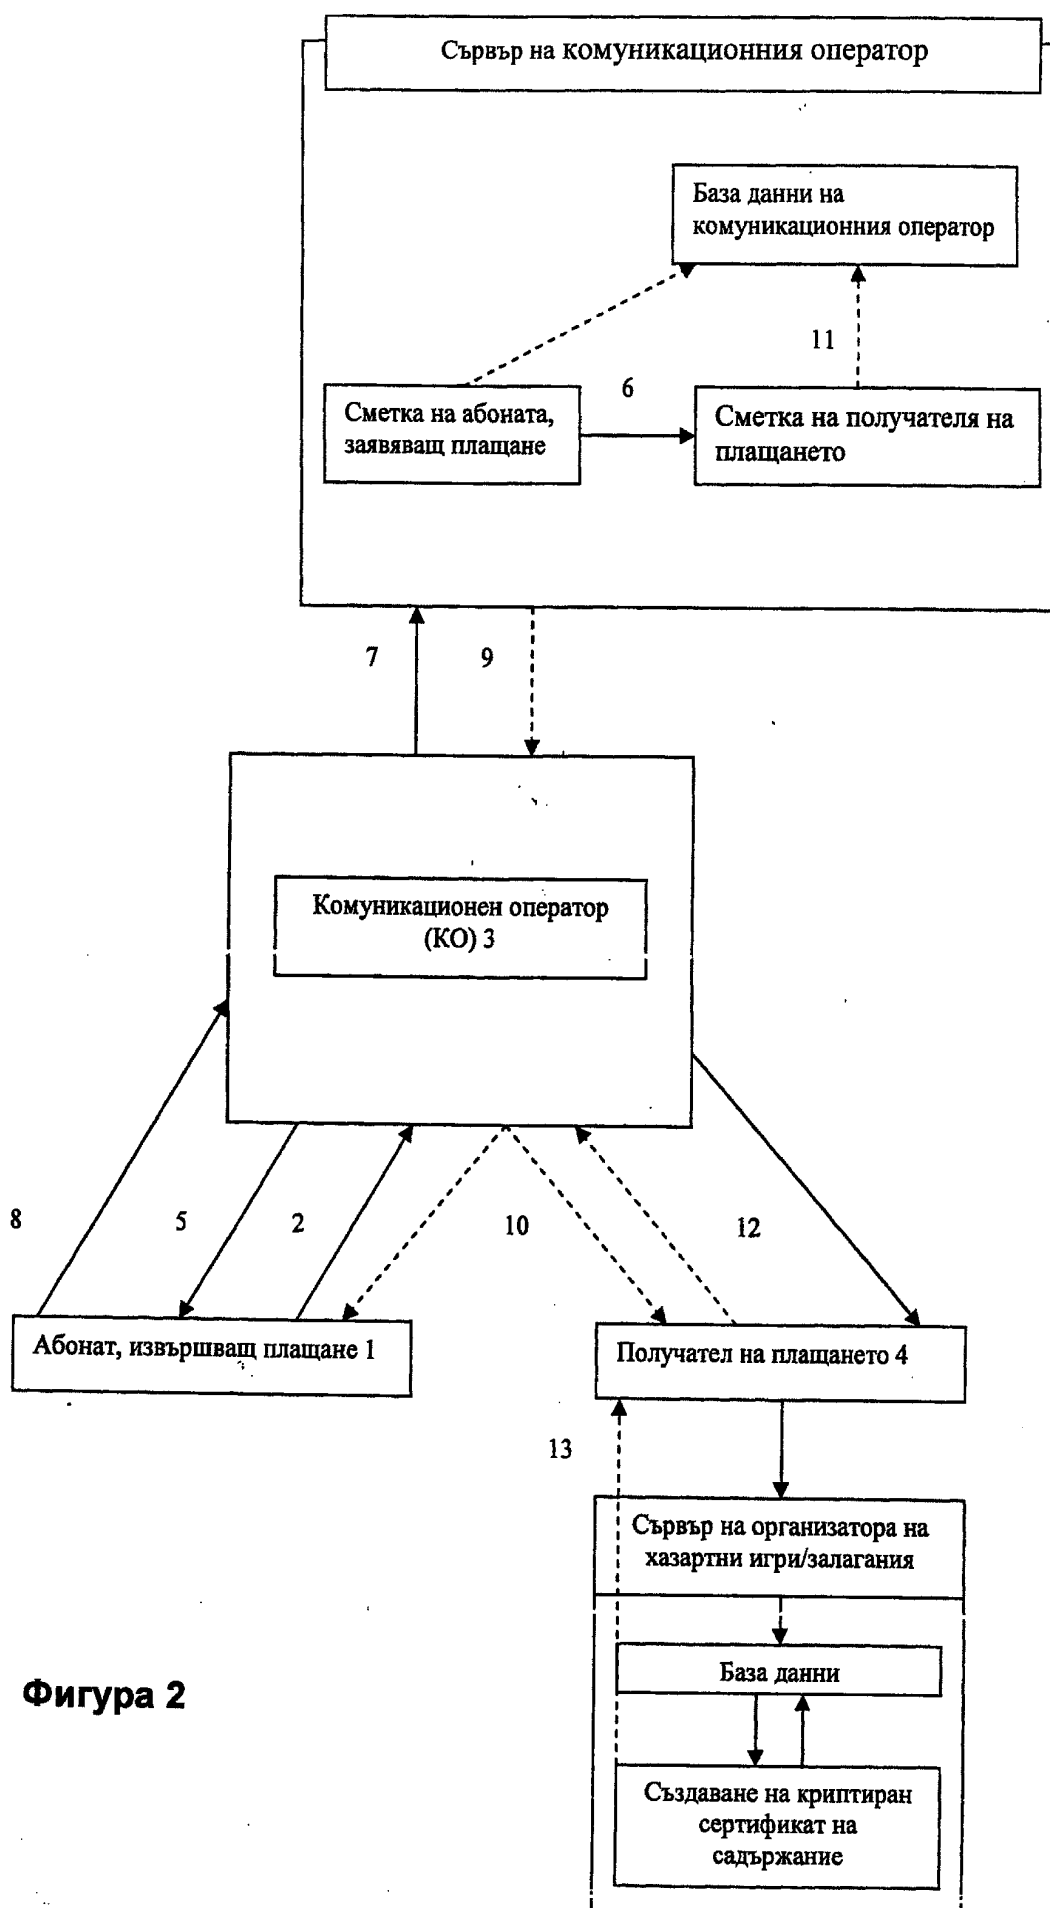 Сървър на комуникационния оператор
База данни на
комуникационния оператор
11
6
Сметка на абоната,
заявяващ плащане
Сметка на получателя на
плащането
7
9
Комуникационен оператор
(КО) 3
8
5
2
10
12
Абонат, извършващ плащане 1
Получател на плащането 4
13
Сървър на организатора на
хазартни игри/залагания
База данни
Фигура 2
Създаване на криптиран
сертификат на
садържание